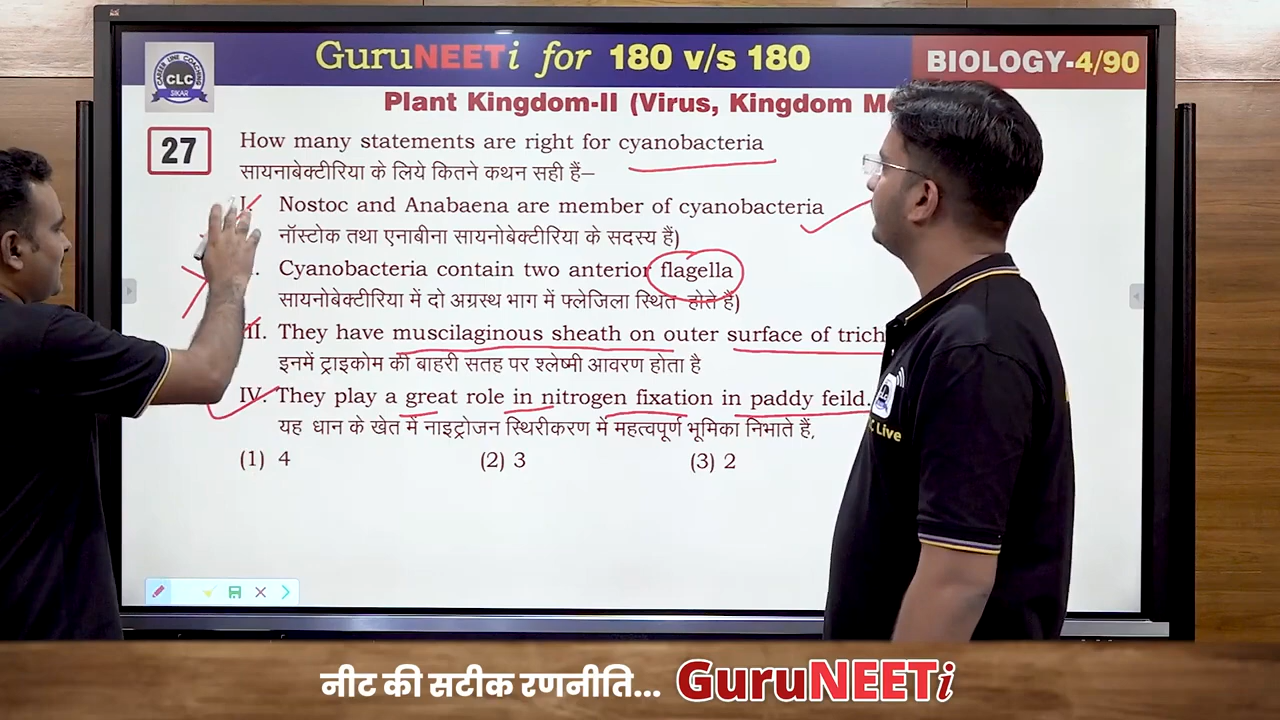 GuruNEETi for 180 v/s 180
BIOLOGY-4/90
CAREER LINE COACHING
CLC
SIKAR
Plant Kingdom-II (Virus, Kingdom
27
How many statements are right for cyanobacteria
सायनाबेक्टीरिया के लिये कितने कथन सही हैं–
I. Nostoc and Anabaena are member of cyanobacteria
नॉस्टोक तथा एनाबीना सायनोबेक्टीरिया के सदस्य हैं)
Cyanobacteria contain two anterior flagella
सायनोबेक्टीरिया में दो अग्रस्थ भाग में फ्लेजिला स्थित होते हैं)
III. They have muscilaginous sheath on outer surface of trich
इनमें ट्राइकोम की बाहरी सतह पर श्लेष्मी आवरण होता है
IV. They play a great role in nitrogen fixation in paddy feild.
यह धान के खेत में नाइट्रोजन स्थिरीकरण में महत्वपूर्ण भूमिका निभाते हैं,
(1) 4 (2) 3 (3) 2
Live
नीट की सटीक रणनीति... GuruNEETi